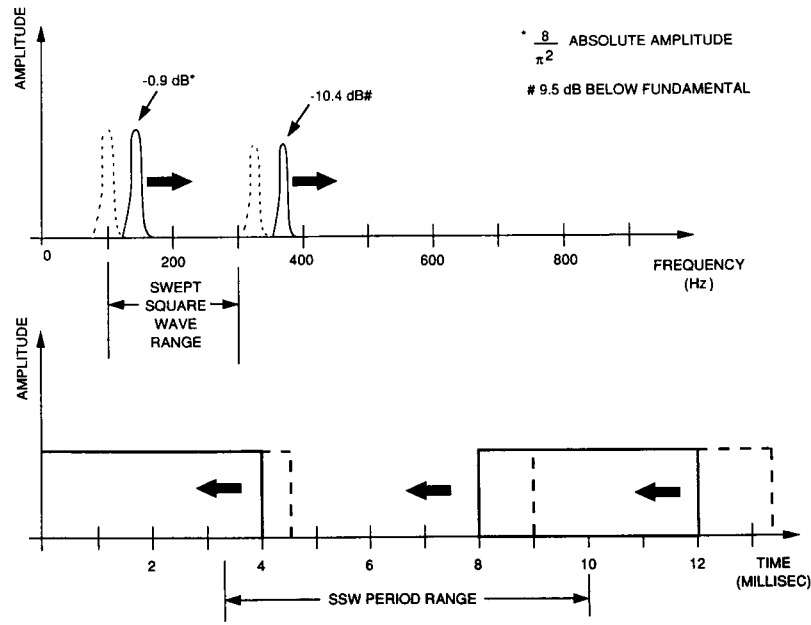 AMPLITUDE
* 8/π² ABSOLUTE AMPLITUDE
-0.9 dB*
-10.4 dB#
# 9.5 dB BELOW FUNDAMENTAL
0 200 400 600 800
FREQUENCY
(Hz)
SWEPT
SQUARE
WAVE
RANGE
AMPLITUDE
2 4 6 8 10 12
TIME
(MILLISEC)
SSW PERIOD RANGE